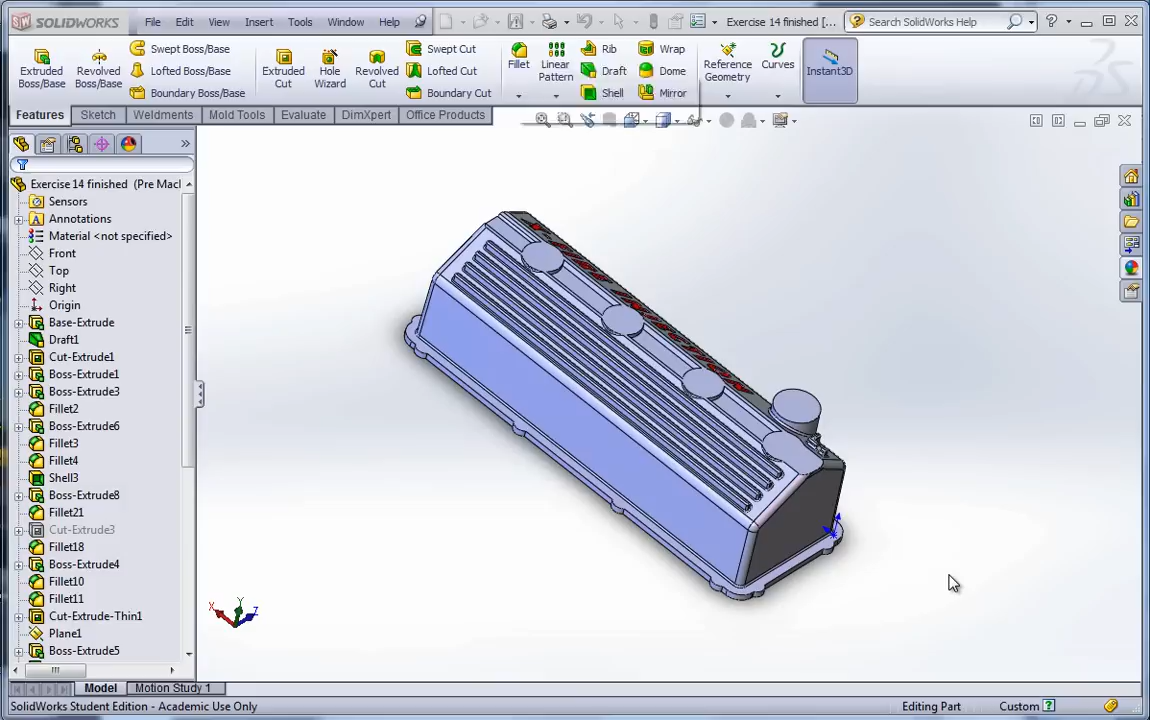 SOLIDWORKS File Edit View Insert Tools Window Help Exercise 14 finished [... Search SolidWorks Help
Extruded Boss/Base
Revolved Boss/Base
Swept Boss/Base
Lofted Boss/Base
Boundary Boss/Base
Extruded Cut
Hole Wizard
Revolved Cut
Swept Cut
Lofted Cut
Boundary Cut
Fillet
Linear Pattern
Rib
Draft
Shell
Wrap
Dome
Mirror
Reference Geometry
Curves
Instant3D
Features Sketch Weldments Mold Tools Evaluate DimXpert Office Products
Exercise 14 finished (Pre Macl
Sensors
Annotations
Material <not specified>
Front
Top
Right
Origin
Base-Extrude
Draft1
Cut-Extrude1
Boss-Extrude1
Boss-Extrude3
Fillet2
Boss-Extrude6
Fillet3
Fillet4
Shell3
Boss-Extrude8
Fillet21
Cut-Extrude3
Fillet18
Boss-Extrude4
Fillet10
Fillet11
Cut-Extrude-Thin1
Plane1
Boss-Extrude5
X Y Z
Model Motion Study 1
SolidWorks Student Edition - Academic Use Only Editing Part Custom